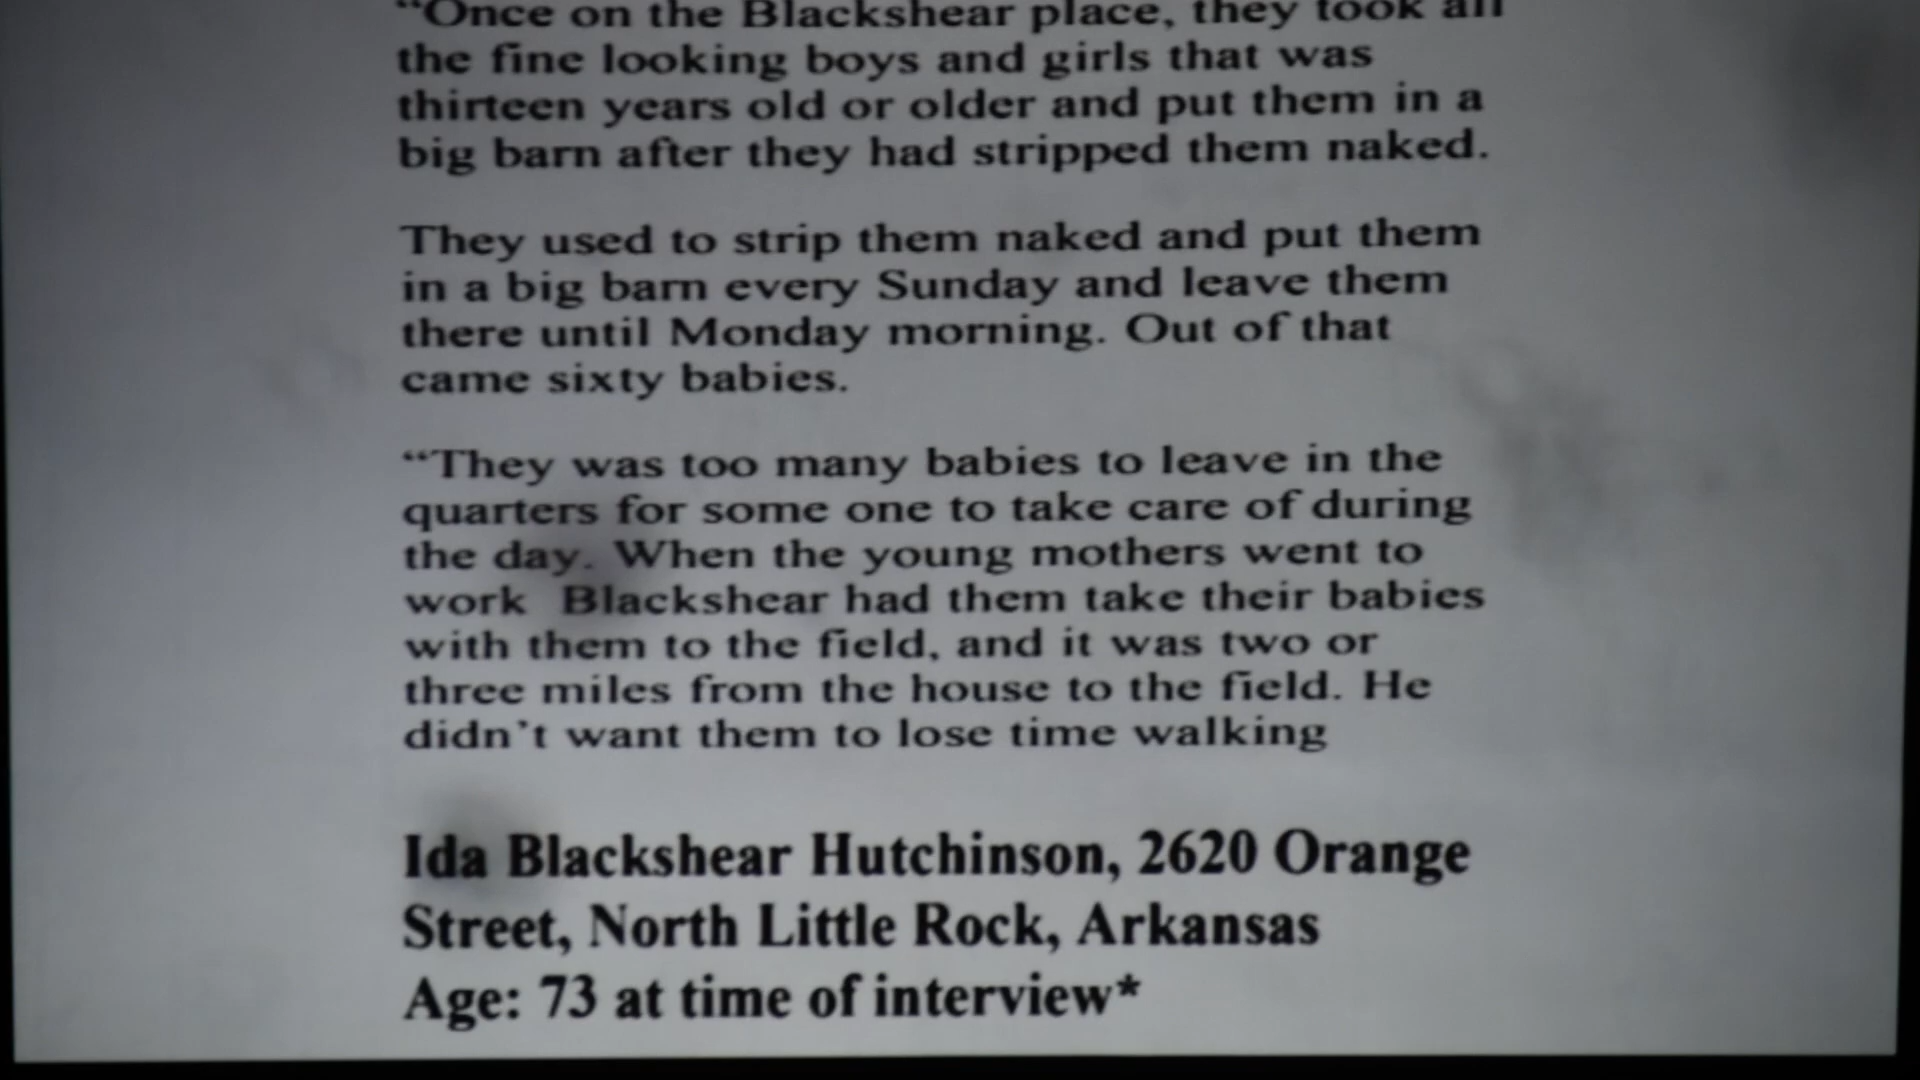 “Once on the Blackshear place, they took all
the fine looking boys and girls that was
thirteen years old or older and put them in a
big barn after they had stripped them naked.
They used to strip them naked and put them
in a big barn every Sunday and leave them
there until Monday morning. Out of that
came sixty babies.
“They was too many babies to leave in the
quarters for some one to take care of during
the day. When the young mothers went to
work Blackshear had them take their babies
with them to the field, and it was two or
three miles from the house to the field. He
didn’t want them to lose time walking
Ida Blackshear Hutchinson, 2620 Orange
Street, North Little Rock, Arkansas
Age: 73 at time of interview*